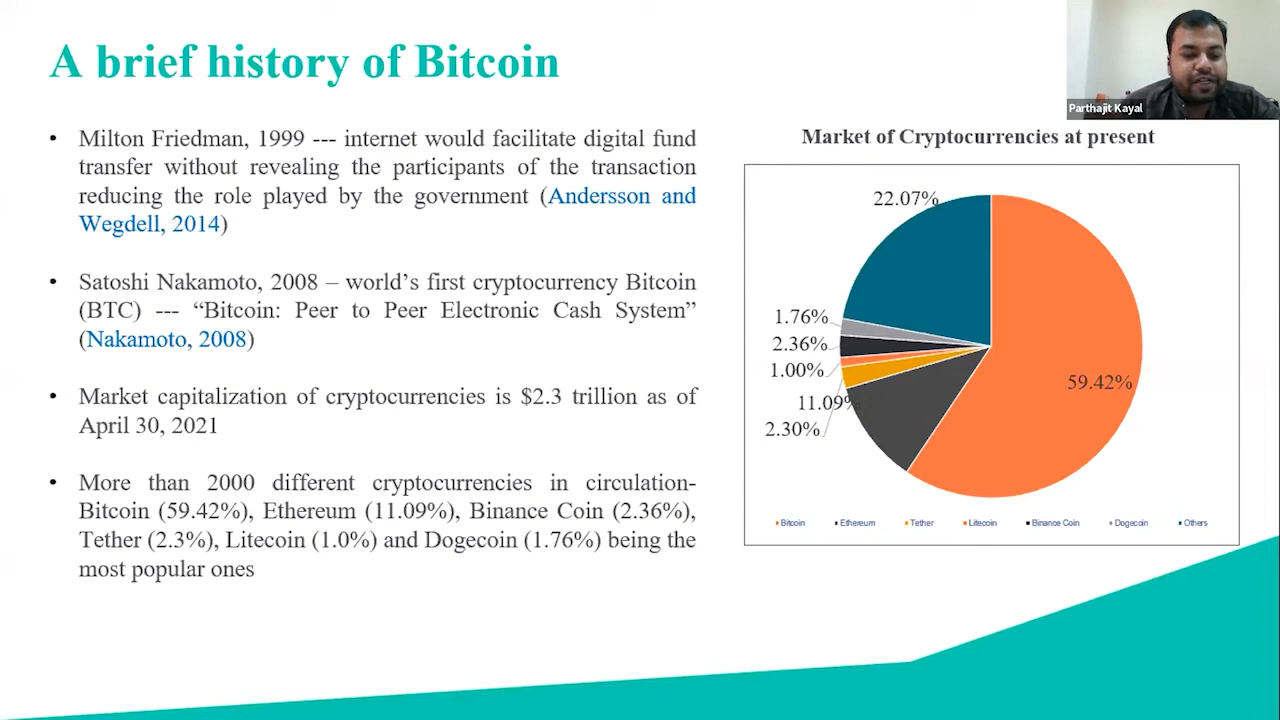 A brief history of Bitcoin
Parthajit Kayal
• Milton Friedman, 1999 --- internet would facilitate digital fund
transfer without revealing the participants of the transaction
reducing the role played by the government (Andersson and
Wegdell, 2014)
• Satoshi Nakamoto, 2008 – world’s first cryptocurrency Bitcoin
(BTC) --- “Bitcoin: Peer to Peer Electronic Cash System”
(Nakamoto, 2008)
• Market capitalization of cryptocurrencies is $2.3 trillion as of
April 30, 2021
• More than 2000 different cryptocurrencies in circulation-
Bitcoin (59.42%), Ethereum (11.09%), Binance Coin (2.36%),
Tether (2.3%), Litecoin (1.0%) and Dogecoin (1.76%) being the
most popular ones
Market of Cryptocurrencies at present
22.07%
1.76%
2.36%
1.00%
59.42%
11.09%
2.30%
Bitcoin Ethereum Tether Litecoin Binance Coin Dogecoin Others